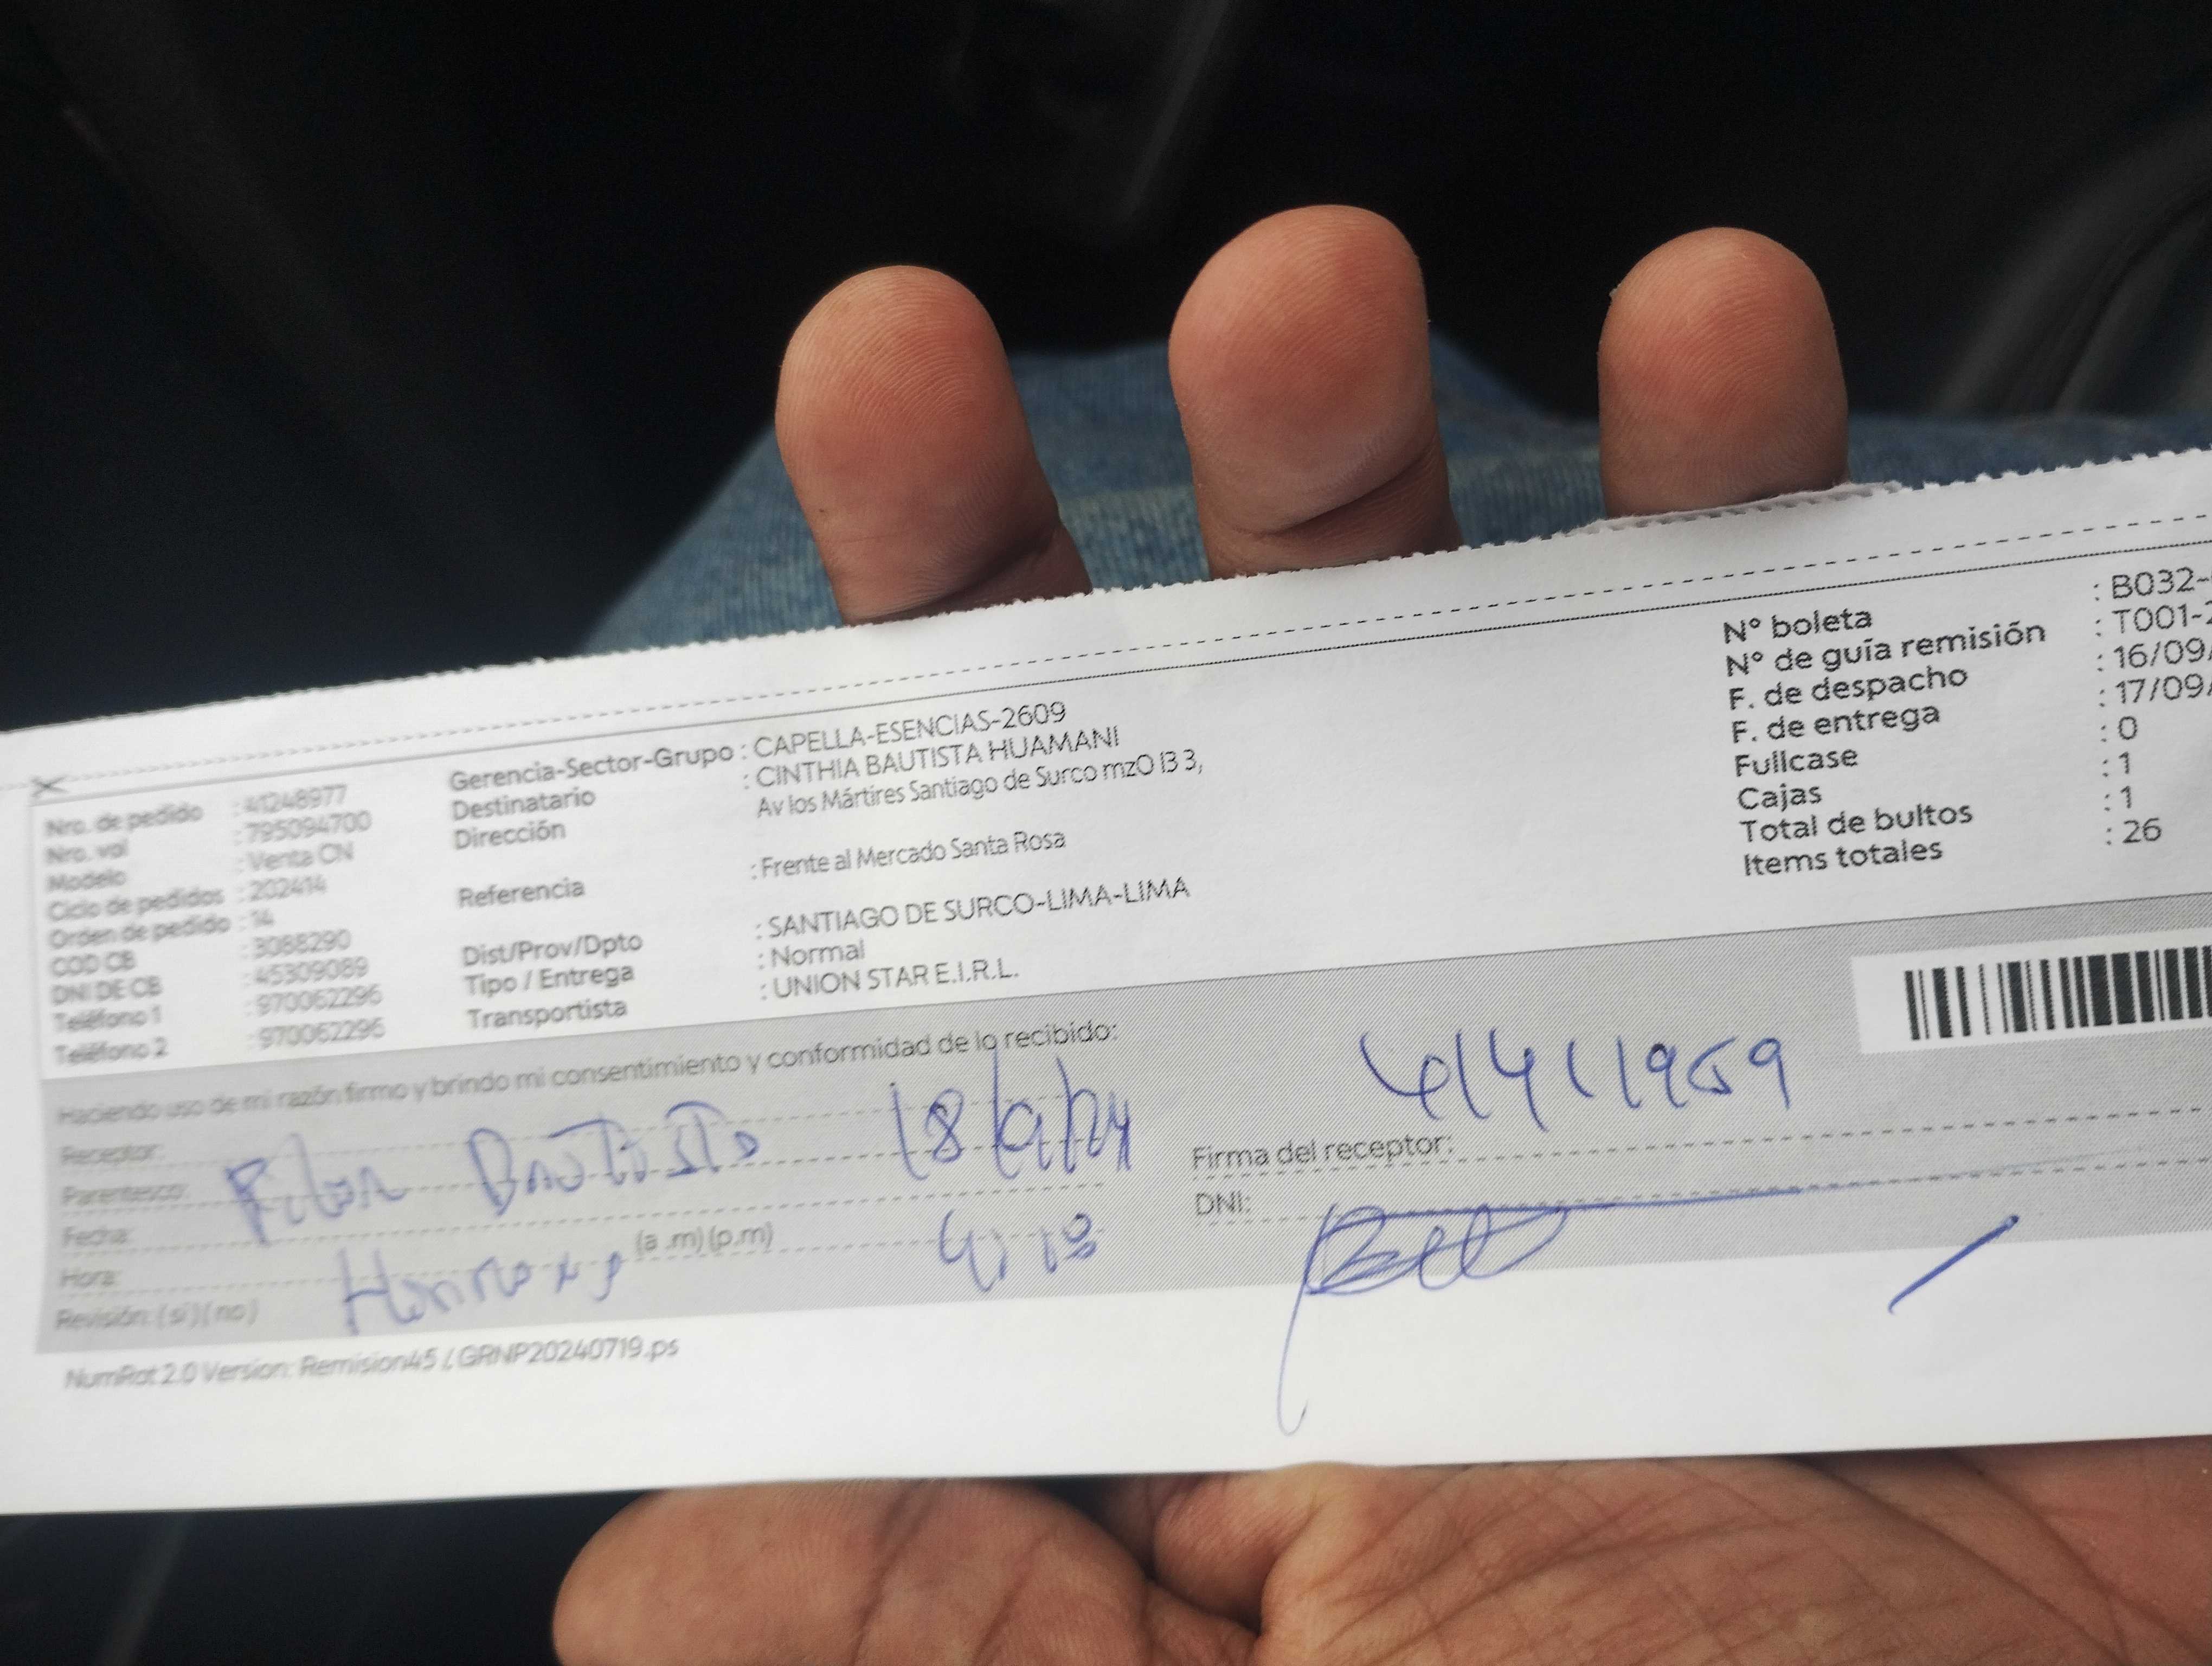 Nro. de pedido : 41248977
Nro. vol : 795094700
Modelo : Venta CN
Ciclo de pedidos : 202414
Orden de pedido : 14
COD CB : 3088290
DNI DE CB : 45309089
Teléfono 1 : 970062296
Teléfono 2 : 970062296
Gerencia-Sector-Grupo : CAPELLA-ESENCIAS-2609
Destinatario : CINTHIA BAUTISTA HUAMANI
Dirección Av los Mártires Santiago de Surco mzO l3 3,
Referencia : Frente al Mercado Santa Rosa
Dist/Prov/Dpto : SANTIAGO DE SURCO-LIMA-LIMA
Tipo / Entrega : Normal
Transportista : UNION STAR E.I.R.L.
N° boleta : B032-
N° de guía remisión : T001-2
F. de despacho : 16/09/
F. de entrega : 17/09/
Fullcase : 0
Cajas : 1
Total de bultos : 1
Items totales : 26
Haciendo uso de mi razón firmo y brindo mi consentimiento y conformidad de lo recibido:
Receptor:
Parentesco: Bautista 18/9/24
Fecha:
Hora: (a .m) (p.m)
Revisión: ( si ) ( no )
Firma del receptor:
DNI:
NumRot 2.0 Version: Remision45 / GRNP20240719.ps